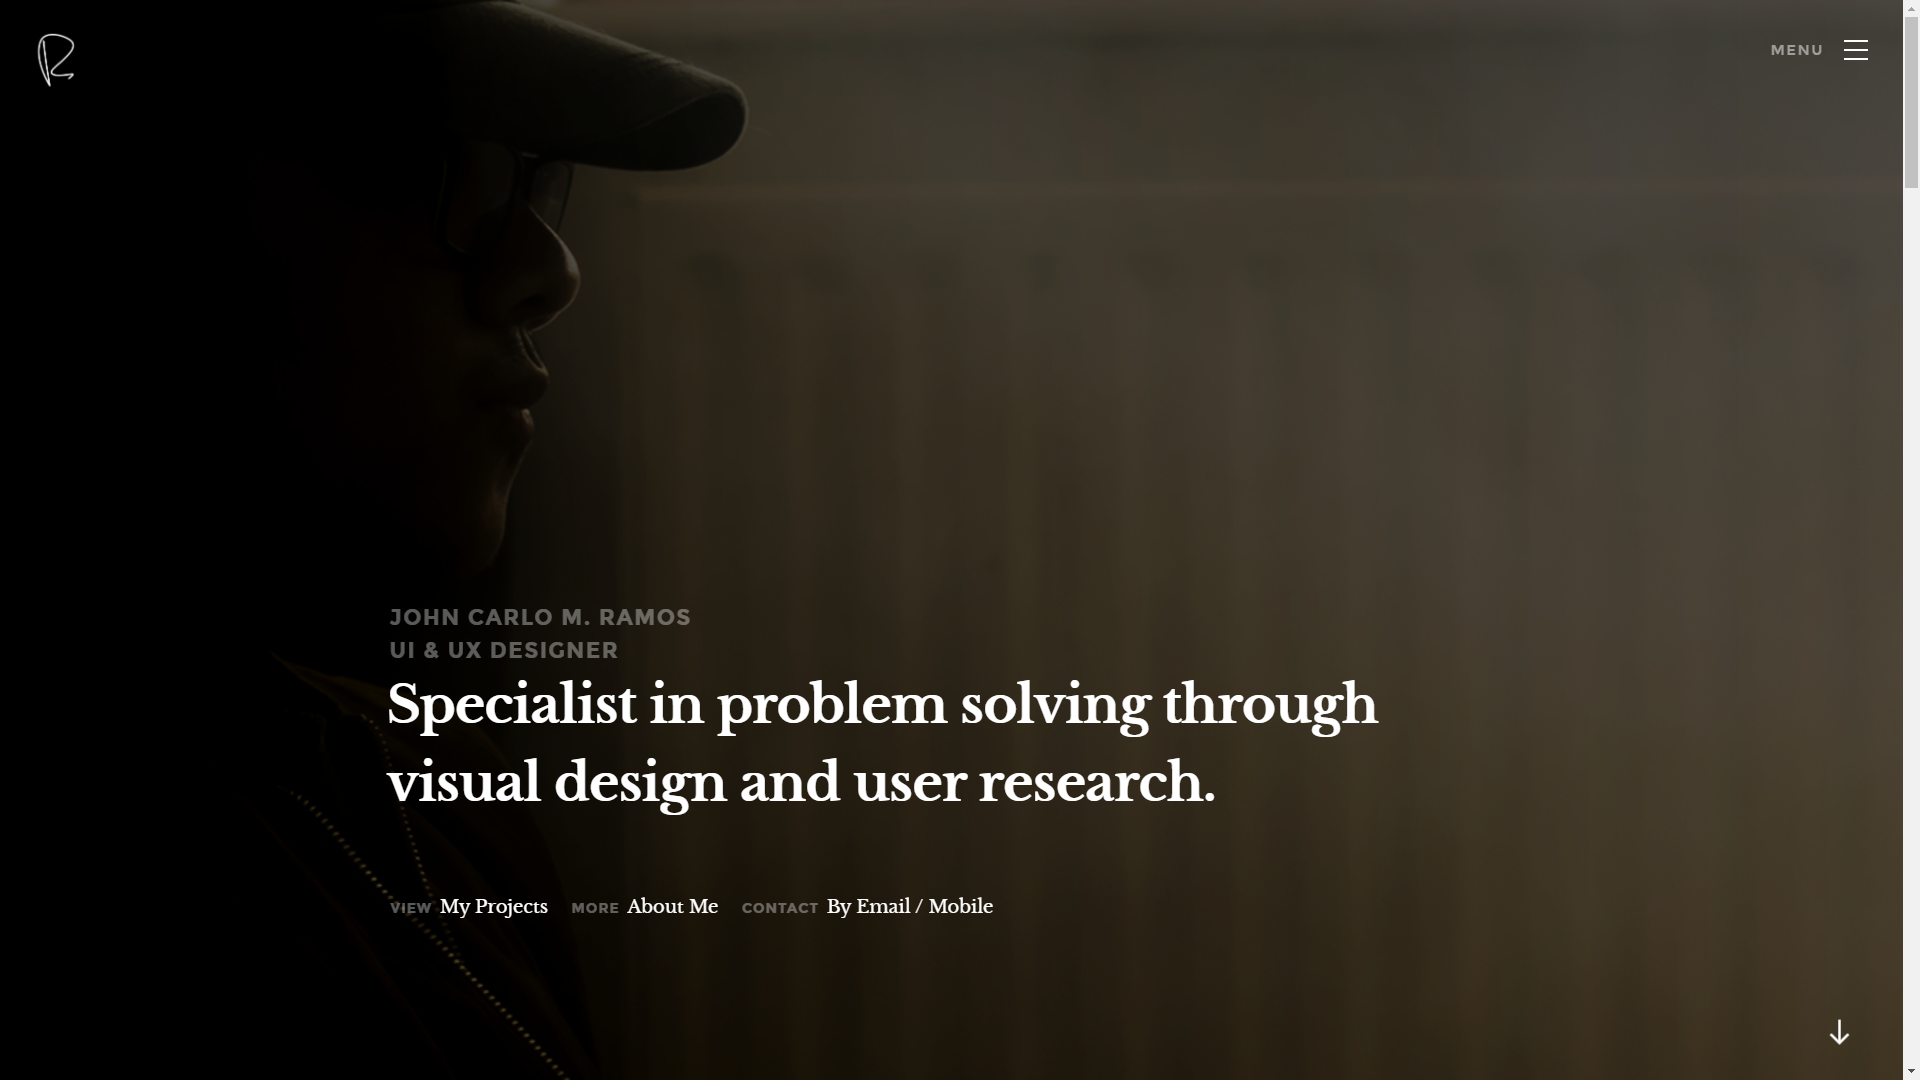 MENU
JOHN CARLO M. RAMOS
UI & UX DESIGNER
Specialist in problem solving through
visual design and user research.
VIEW My Projects MORE About Me CONTACT By Email / Mobile